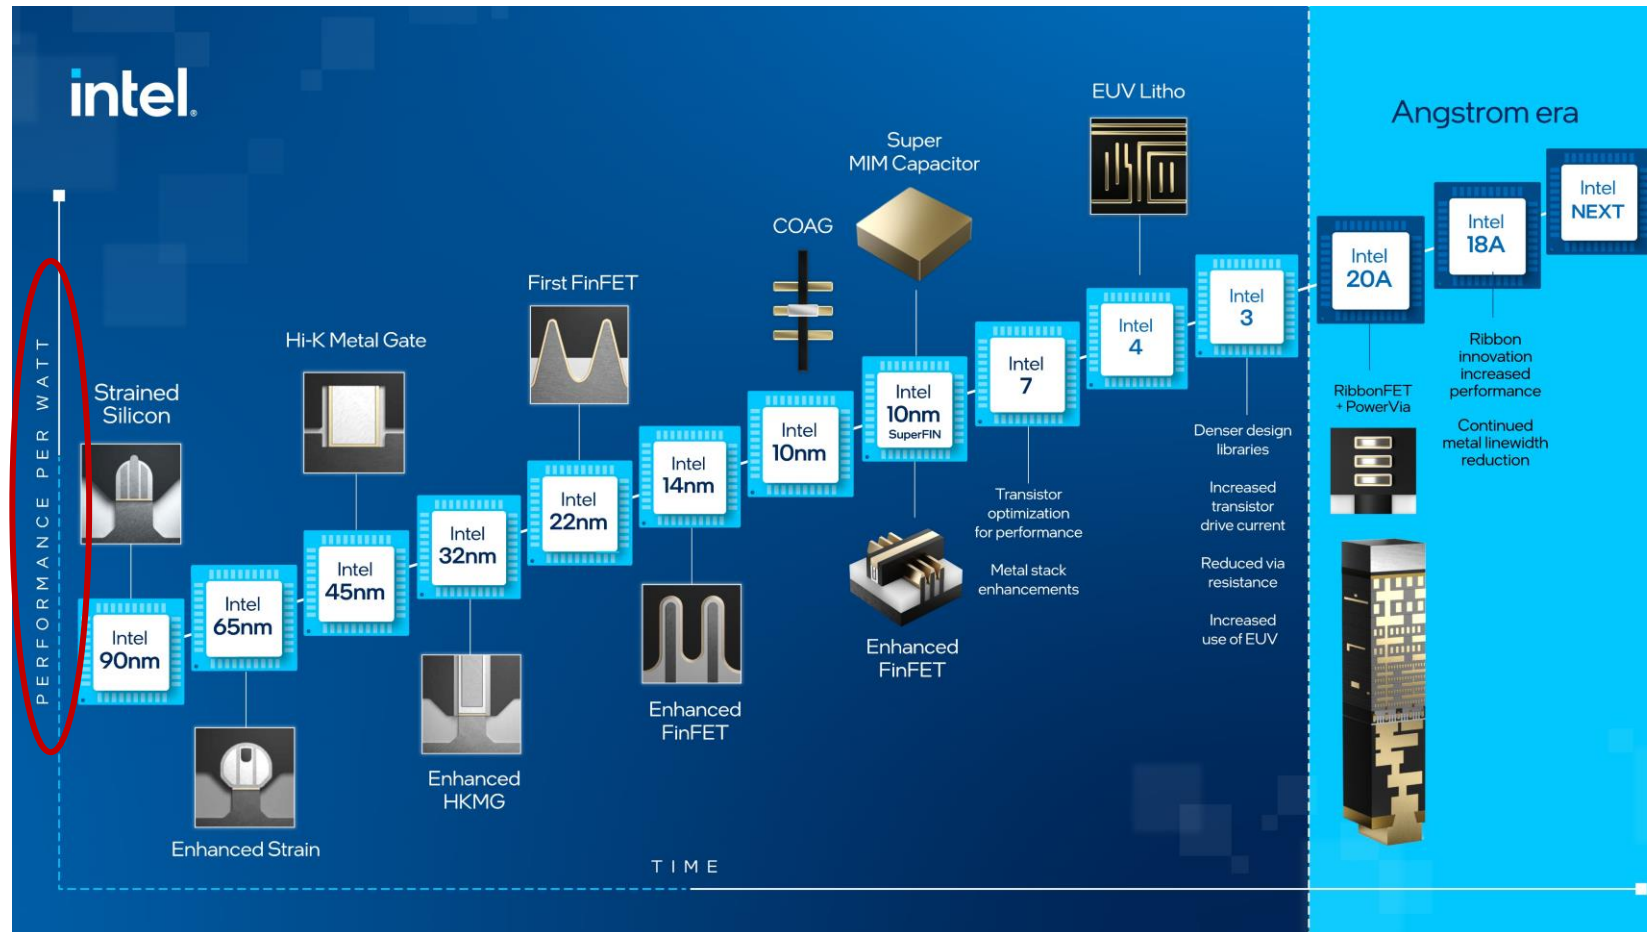 intel.
Angstrom era
EUV Litho
Super
MIM Capacitor
COAG
First FinFET
Hi-K Metal Gate
Strained
Silicon
PERFORMANCE PER WATT
Intel
90nm
Intel
65nm
Intel
45nm
Intel
32nm
Intel
22nm
Intel
14nm
Intel
10nm
Intel
10nm
SuperFIN
Intel
7
Intel
4
Intel
3
Intel
20A
Intel
18A
Intel
NEXT
Enhanced Strain
Enhanced
HKMG
Enhanced
FinFET
Enhanced
FinFET
Transistor
optimization
for performance
Metal stack
enhancements
Denser design
libraries
Increased
transistor
drive current
Reduced via
resistance
Increased
use of EUV
RibbonFET
+ PowerVia
Ribbon
innovation
increased
performance
Continued
metal linewidth
reduction
TIME